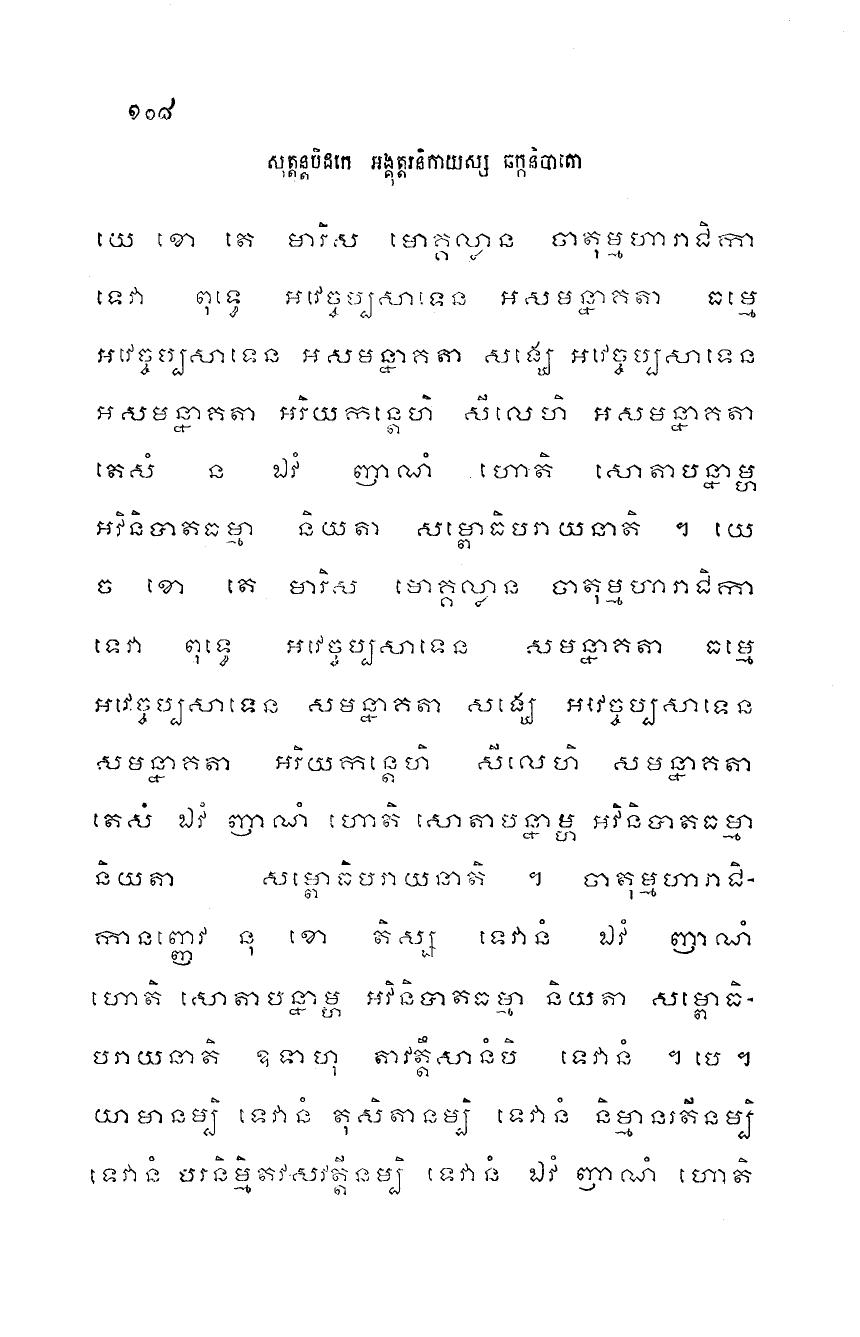 ១០៨
សុត្តន្តបិដកេ អង្គុត្តរនិកាយស្ស ឆក្កនិបាតោ
យេ ខោ តេ មារិស មោគ្គល្លាន ចាតុម្មហារាជិកា
ទេវា ពុទ្ធេ អវេច្ចប្បសាទេន អសមន្នាគតា ធម្មេ
អវេច្ចប្បសាទេន អសមន្នាគតា សង្ឃេ អវេច្ចប្បសាទេន
អសមន្នាគតា អរិយកន្តេហិ សីលេហិ អសមន្នាគតា
តេសំ ន ឯវំ ញាណំ ហោតិ សោតាបន្នាម្ហ
អវិនិបាតធម្មា និយតា សម្ពោធិបរាយនាតិ ។ យេ
ច ខោ តេ មារិស មោគ្គល្លាន ចាតុម្មហារាជិកា
ទេវា ពុទ្ធេ អវេច្ចប្បសាទេន សមន្នាគតា ធម្មេ
អវេច្ចប្បសាទេន សមន្នាគតា សង្ឃេ អវេច្ចប្បសាទេន
សមន្នាគតា អរិយកន្តេហិ សីលេហិ សមន្នាគតា
តេសំ ឯវំ ញាណំ ហោតិ សោតាបន្នាម្ហ អវិនិបាតធម្មា
និយតា សម្ពោធិបរាយនាតិ ។ ចាតុម្មហារាជិ-
កានញ្ញេវ នុ ខោ តិស្ស ទេវានំ ឯវំ ញាណំ
ហោតិ សោតាបន្នាម្ហ អវិនិបាតធម្មា និយតា សម្ពោធិ-
បរាយនាតិ ឧទាហុ តាវត្តឹសានំបិ ទេវានំ ។ បេ ។
យាមានម្បិ ទេវានំ តុសិតានម្បិ ទេវានំ និម្មានរតីនម្បិ
ទេវានំ បរនិម្មិតវសវត្តីនម្បិ ទេវានំ ឯវំ ញាណំ ហោតិ